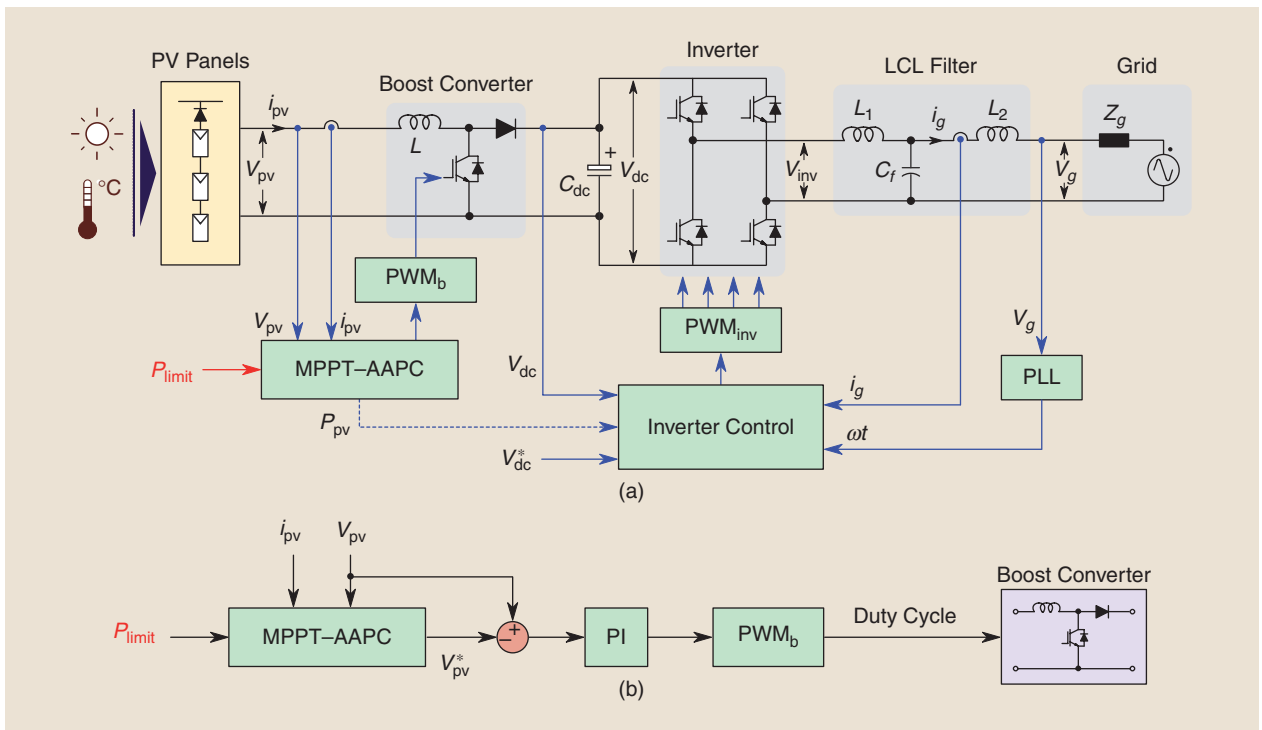 Inverter
PV Panels
Boost Converter
LCL Filter
Grid
i_pv
L
V_pv
°C
+
C_dc
V_dc
V_inv
L_1
i_g
L_2
C_f
V_g
Z_g
PWM_b
V_pv
i_pv
P_limit
MPPT–AAPC
P_pv
V_dc
V*_dc
PWM_inv
Inverter Control
V_g
PLL
i_g
ωt
(a)
i_pv
V_pv
P_limit
MPPT–AAPC
V*_pv
+
−
PI
PWM_b
Duty Cycle
Boost Converter
(b)